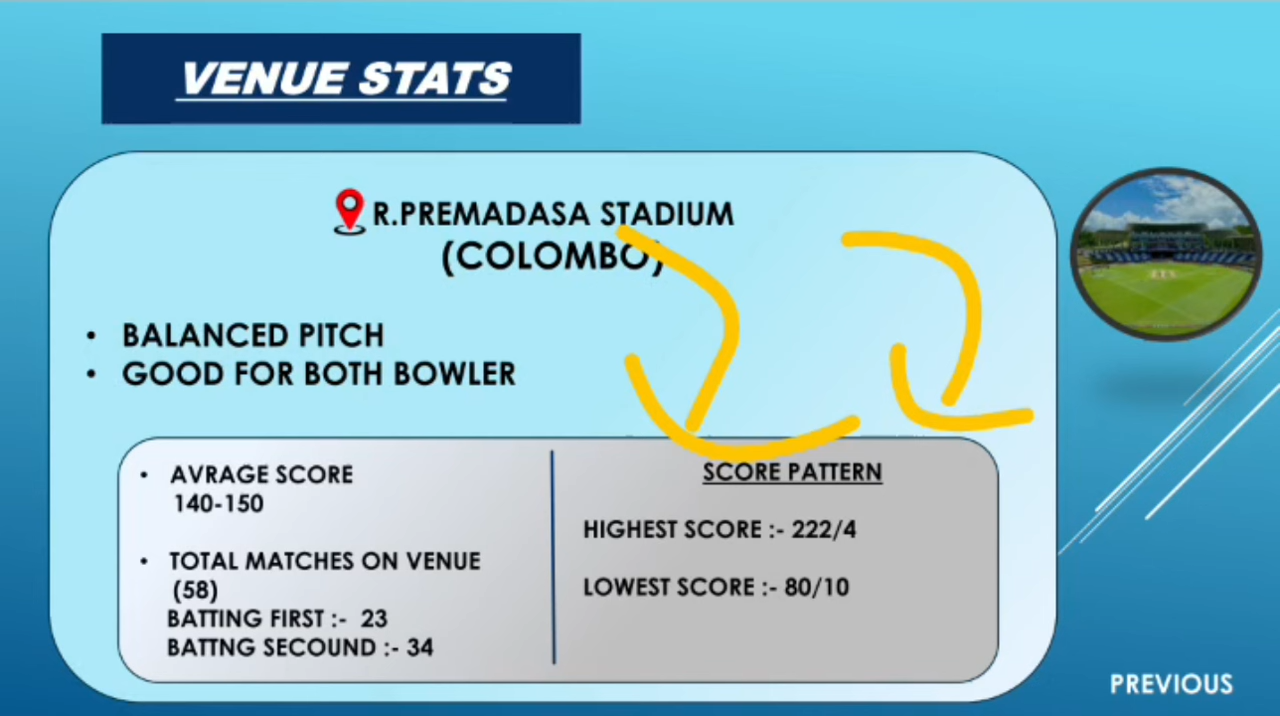 VENUE STATS
R.PREMADASA STADIUM
(COLOMBO)
• BALANCED PITCH
• GOOD FOR BOTH BOWLER
• AVRAGE SCORE
140-150
• TOTAL MATCHES ON VENUE
(58)
BATTING FIRST :- 23
BATTNG SECOUND :- 34
SCORE PATTERN
HIGHEST SCORE :- 222/4
LOWEST SCORE :- 80/10
PREVIOUS